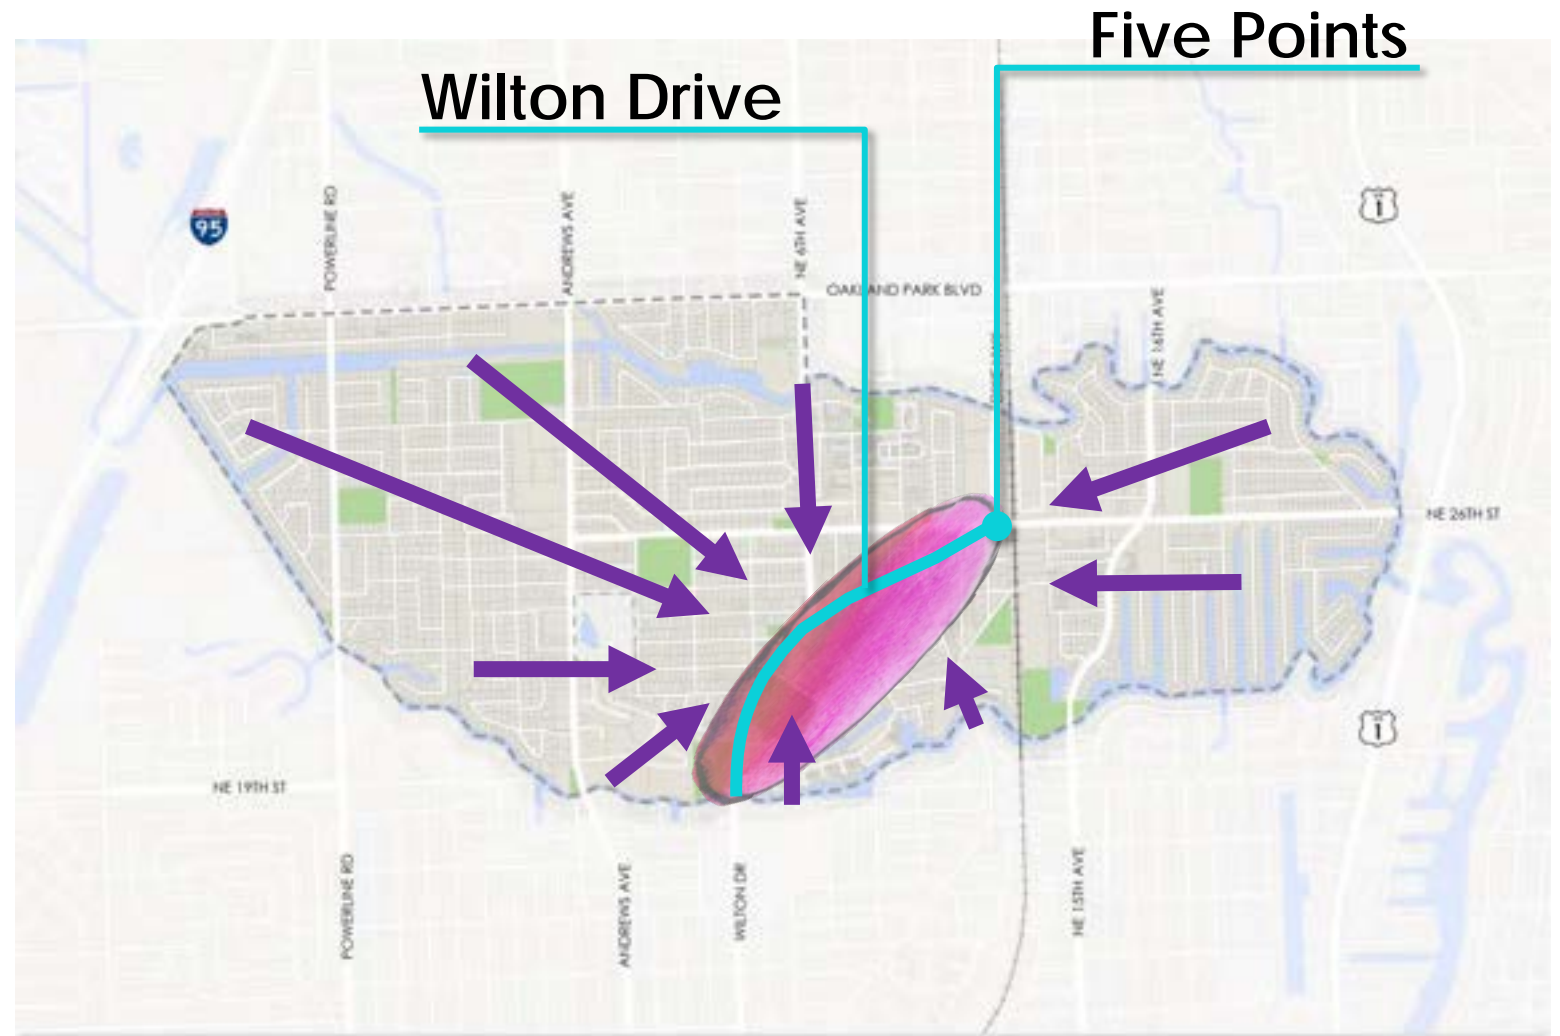 Five Points
Wilton Drive
POWERLINE RD
ANDREWS AVE
NE 6TH AVE
1
95
OAKLAND PARK BLVD
NE 16TH AVE
NE 26TH ST
1
NE 19TH ST
POWERLINE RD
ANDREWS AVE
WILTON DR
NE 15TH AVE